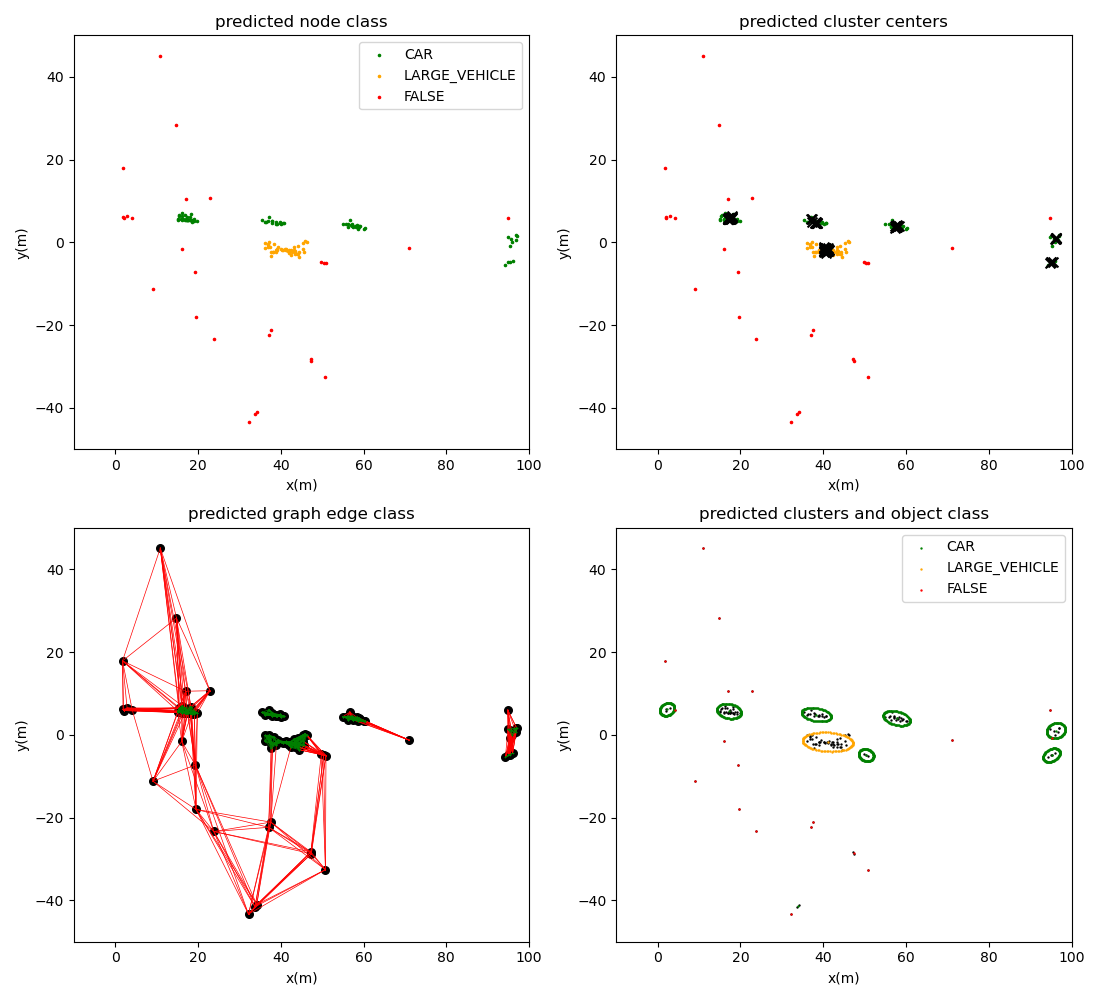 predicted node class
CAR
LARGE_VEHICLE
FALSE
40
20
0
−20
−40
y(m)
0 20 40 60 80 100
x(m)
predicted cluster centers
40
20
0
−20
−40
y(m)
0 20 40 60 80 100
x(m)
predicted graph edge class
40
20
0
−20
−40
y(m)
0 20 40 60 80 100
x(m)
predicted clusters and object class
CAR
LARGE_VEHICLE
FALSE
40
20
0
−20
−40
y(m)
0 20 40 60 80 100
x(m)